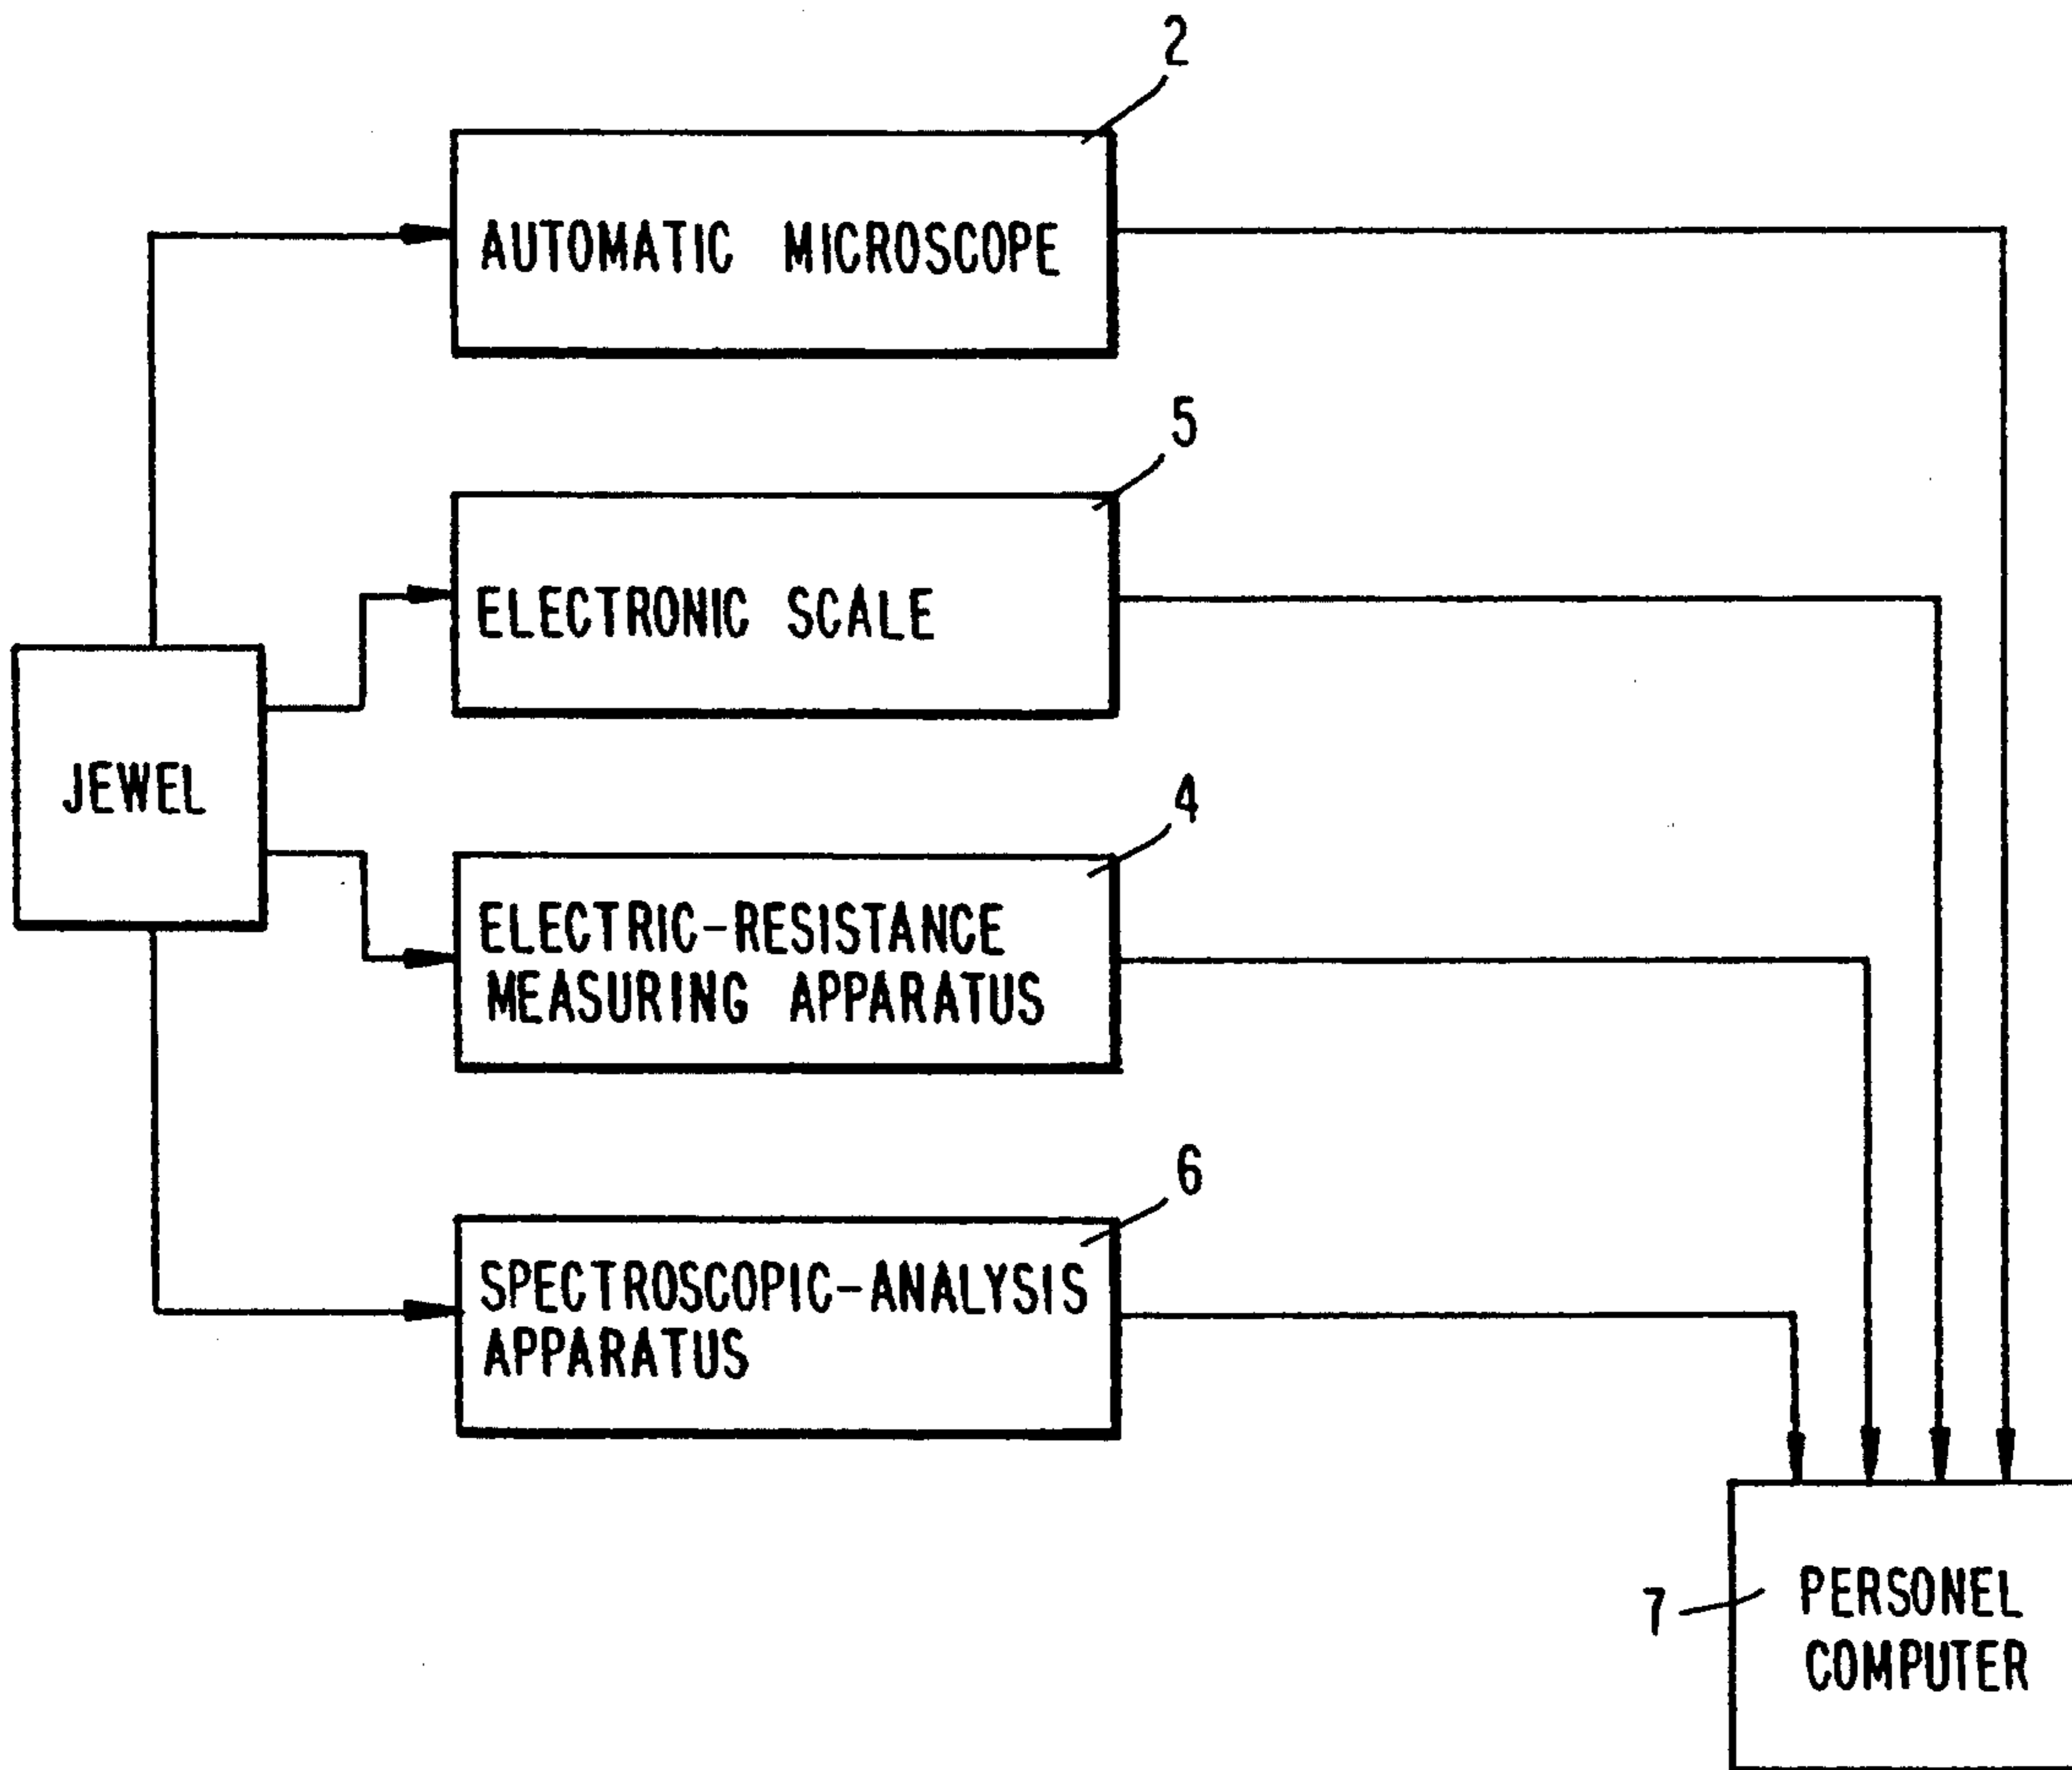 2
AUTOMATIC MICROSCOPE
5
ELECTRONIC SCALE
JEWEL
4
ELECTRIC-RESISTANCE
MEASURING APPARATUS
6
SPECTROSCOPIC-ANALYSIS
APPARATUS
7
PERSONEL
COMPUTER